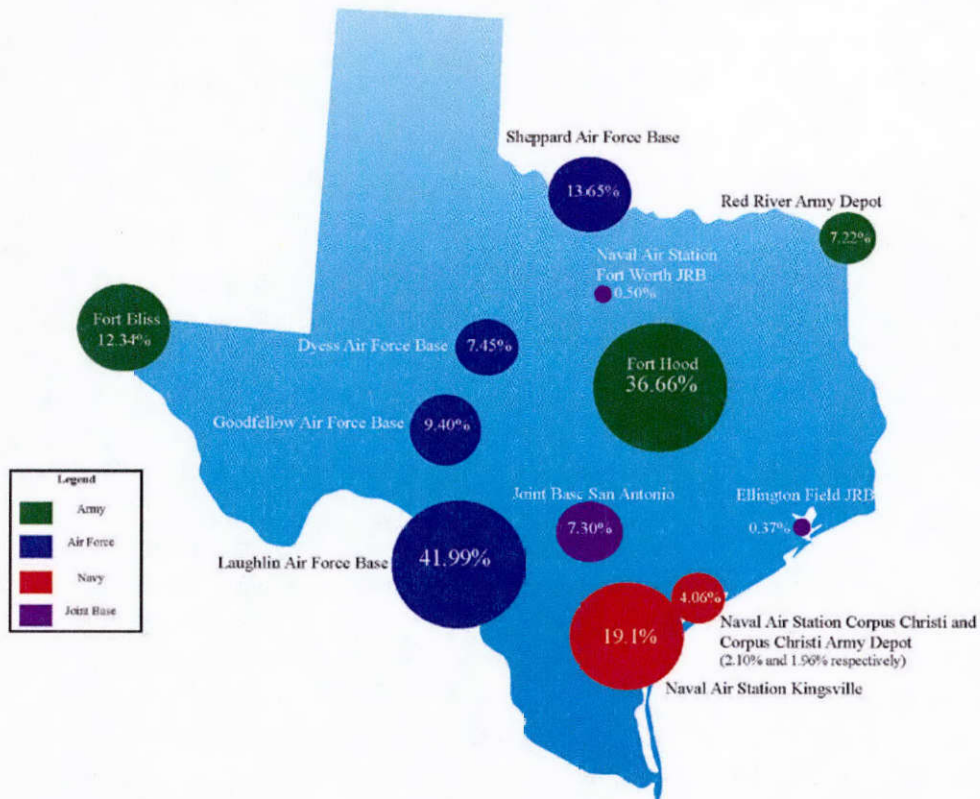 Sheppard Air Force Base
13.65%
Red River Army Depot
7.22%
Naval Air Station
Fort Worth JRB
0.50%
Fort Bliss
12.34%
Dyess Air Force Base
7.45%
Fort Hood
36.66%
Goodfellow Air Force Base
9.40%
Legend
Army
Air Force
Navy
Joint Base
Joint Base San Antonio
7.30%
Ellington Field JRB
0.37%
Laughlin Air Force Base
41.99%
4.06%
Naval Air Station Corpus Christi and
Corpus Christi Army Depot
(2.10% and 1.96% respectively)
19.1%
Naval Air Station Kingsville